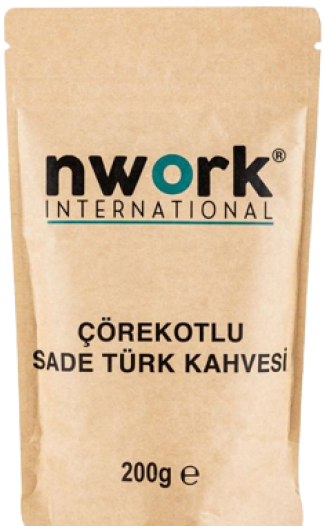 nwork®
INTERNATIONAL
ÇÖREKOTLU
SADE TÜRK KAHVESİ
200g ℮